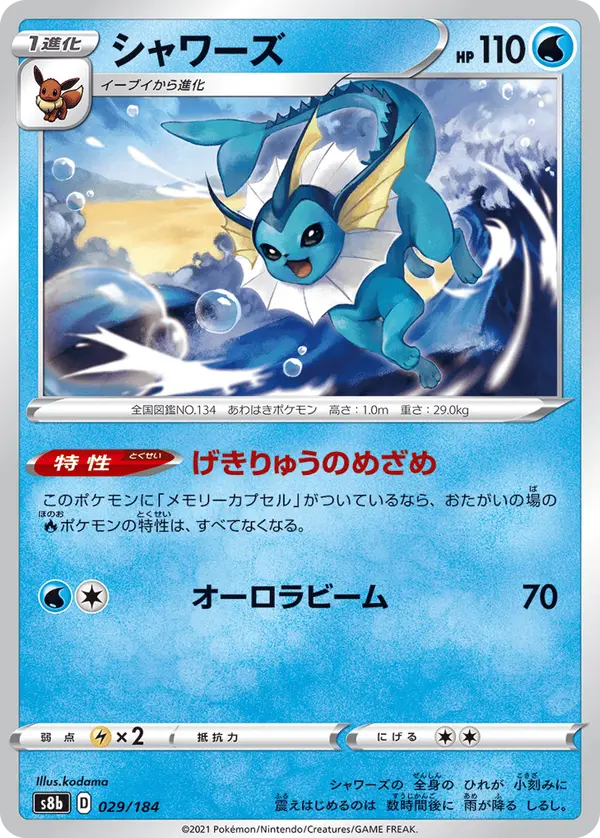 1進化
シャワーズ
HP 110
イーブイから進化
全国図鑑NO.134 あわはきポケモン 高さ：1.0m 重さ：29.0kg
特性 とくせい げきりゅうのめざめ
このポケモンに「メモリーカプセル」がついているなら、おたがいの場の
ポケモンの特性は、すべてなくなる。
オーロラビーム 70
弱点 ×2 抵抗力 にげる
Illus.kodama
シャワーズの 全身の ひれが 小刻みに
震えはじめるのは 数時間後に 雨が降る しるし。
s8b D 029/184
©2021 Pokémon/Nintendo/Creatures/GAME FREAK.